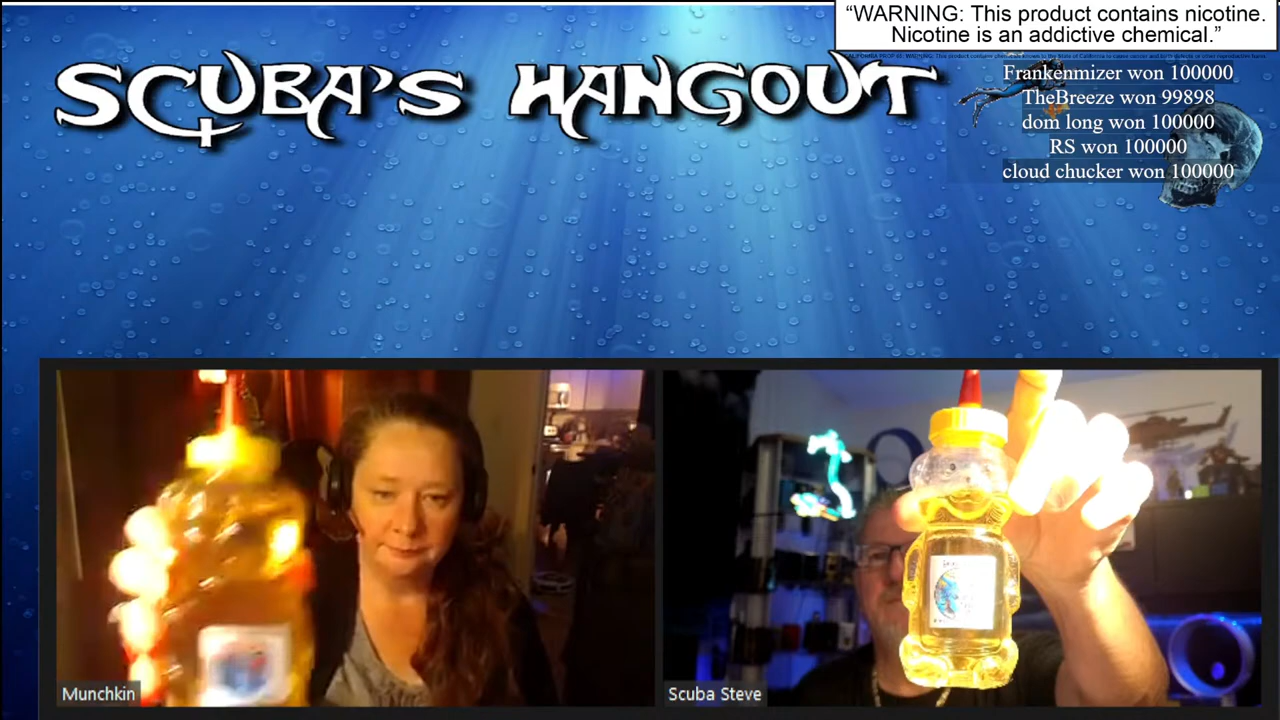 “WARNING: This product contains nicotine.
Nicotine is an addictive chemical.”
SCUBA'S HANGOUT
Frankenmizer won 100000
TheBreeze won 99898
dom long won 100000
RS won 100000
cloud chucker won 100000
Munchkin
Scuba Steve